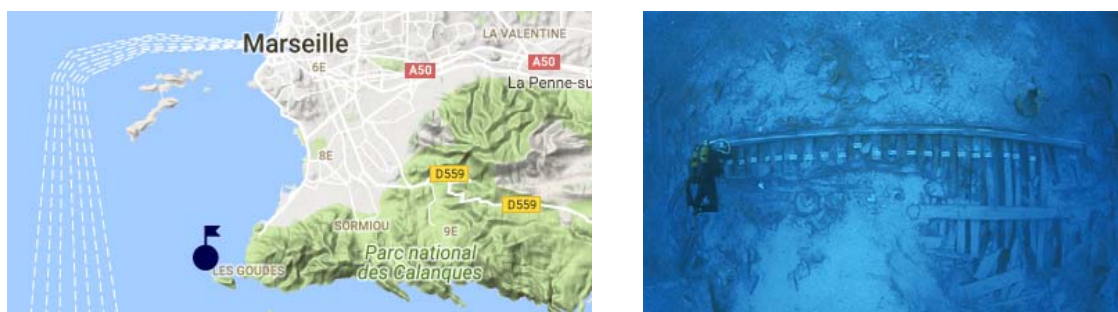 Marseille
LA VALENTINE
6E
A50
A50
La Penne-su
8E
D559
D559
SORMIOU
9E
Parc national
des Calanques
LES GOUDES